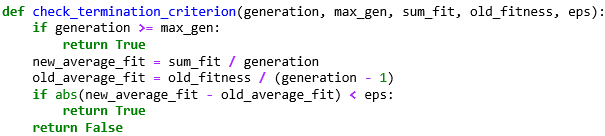 def check_termination_criterion(generation, max_gen, sum_fit, old_fitness, eps):
    if generation >= max_gen:
        return True
    new_average_fit = sum_fit / generation
    old_average_fit = old_fitness / (generation - 1)
    if abs(new_average_fit - old_average_fit) < eps:
        return True
    return False